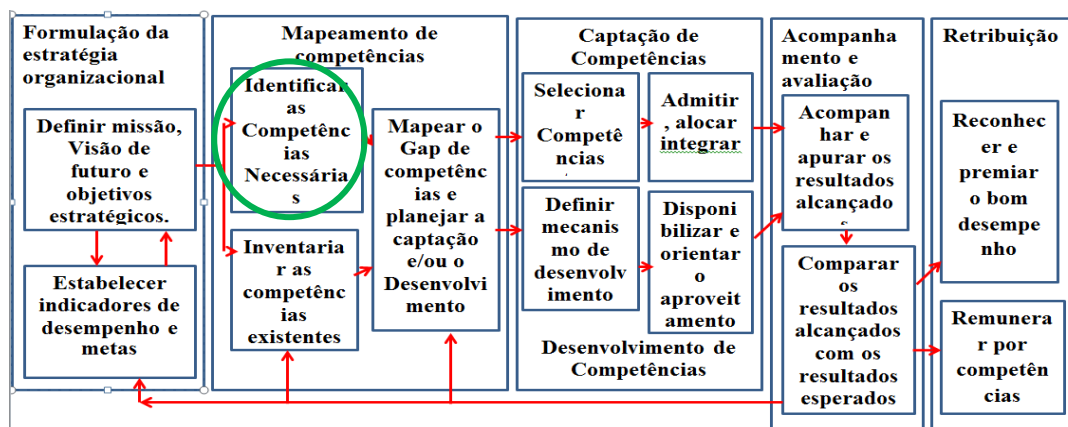 Formulação da
estratégia
organizacional
Definir missão,
Visão de
futuro e
objetivos
estratégicos.
Estabelecer
indicadores de
desempenho e
metas
Mapeamento de
competências
Identificar
as
Competênc
ias
Necessária
s
Inventaria
r as
competênc
ias existentes
Mapear o
Gap de
competênc
ias e
planejar a
captação
e/ou o
Desenvolvi
mento
Captação de
Competências
Seleciona
r
Competê
ncias
Admitir
, alocar
integrar
Definir
mecanis
mo de
desenvolv
imento
Disponi
bilizar e
orientar
o
aproveit
amento
Desenvolvimento de
Competências
Acompanha
mento e
avaliação
Acompan
har e
apurar os
resultados
alcançado
Comparar
os
resultados
alcançados
com os
resultados
esperados
Retribuição
Reconhec
er e
premiar
o bom
desempe
nho
Remunera
r por
competên
cias